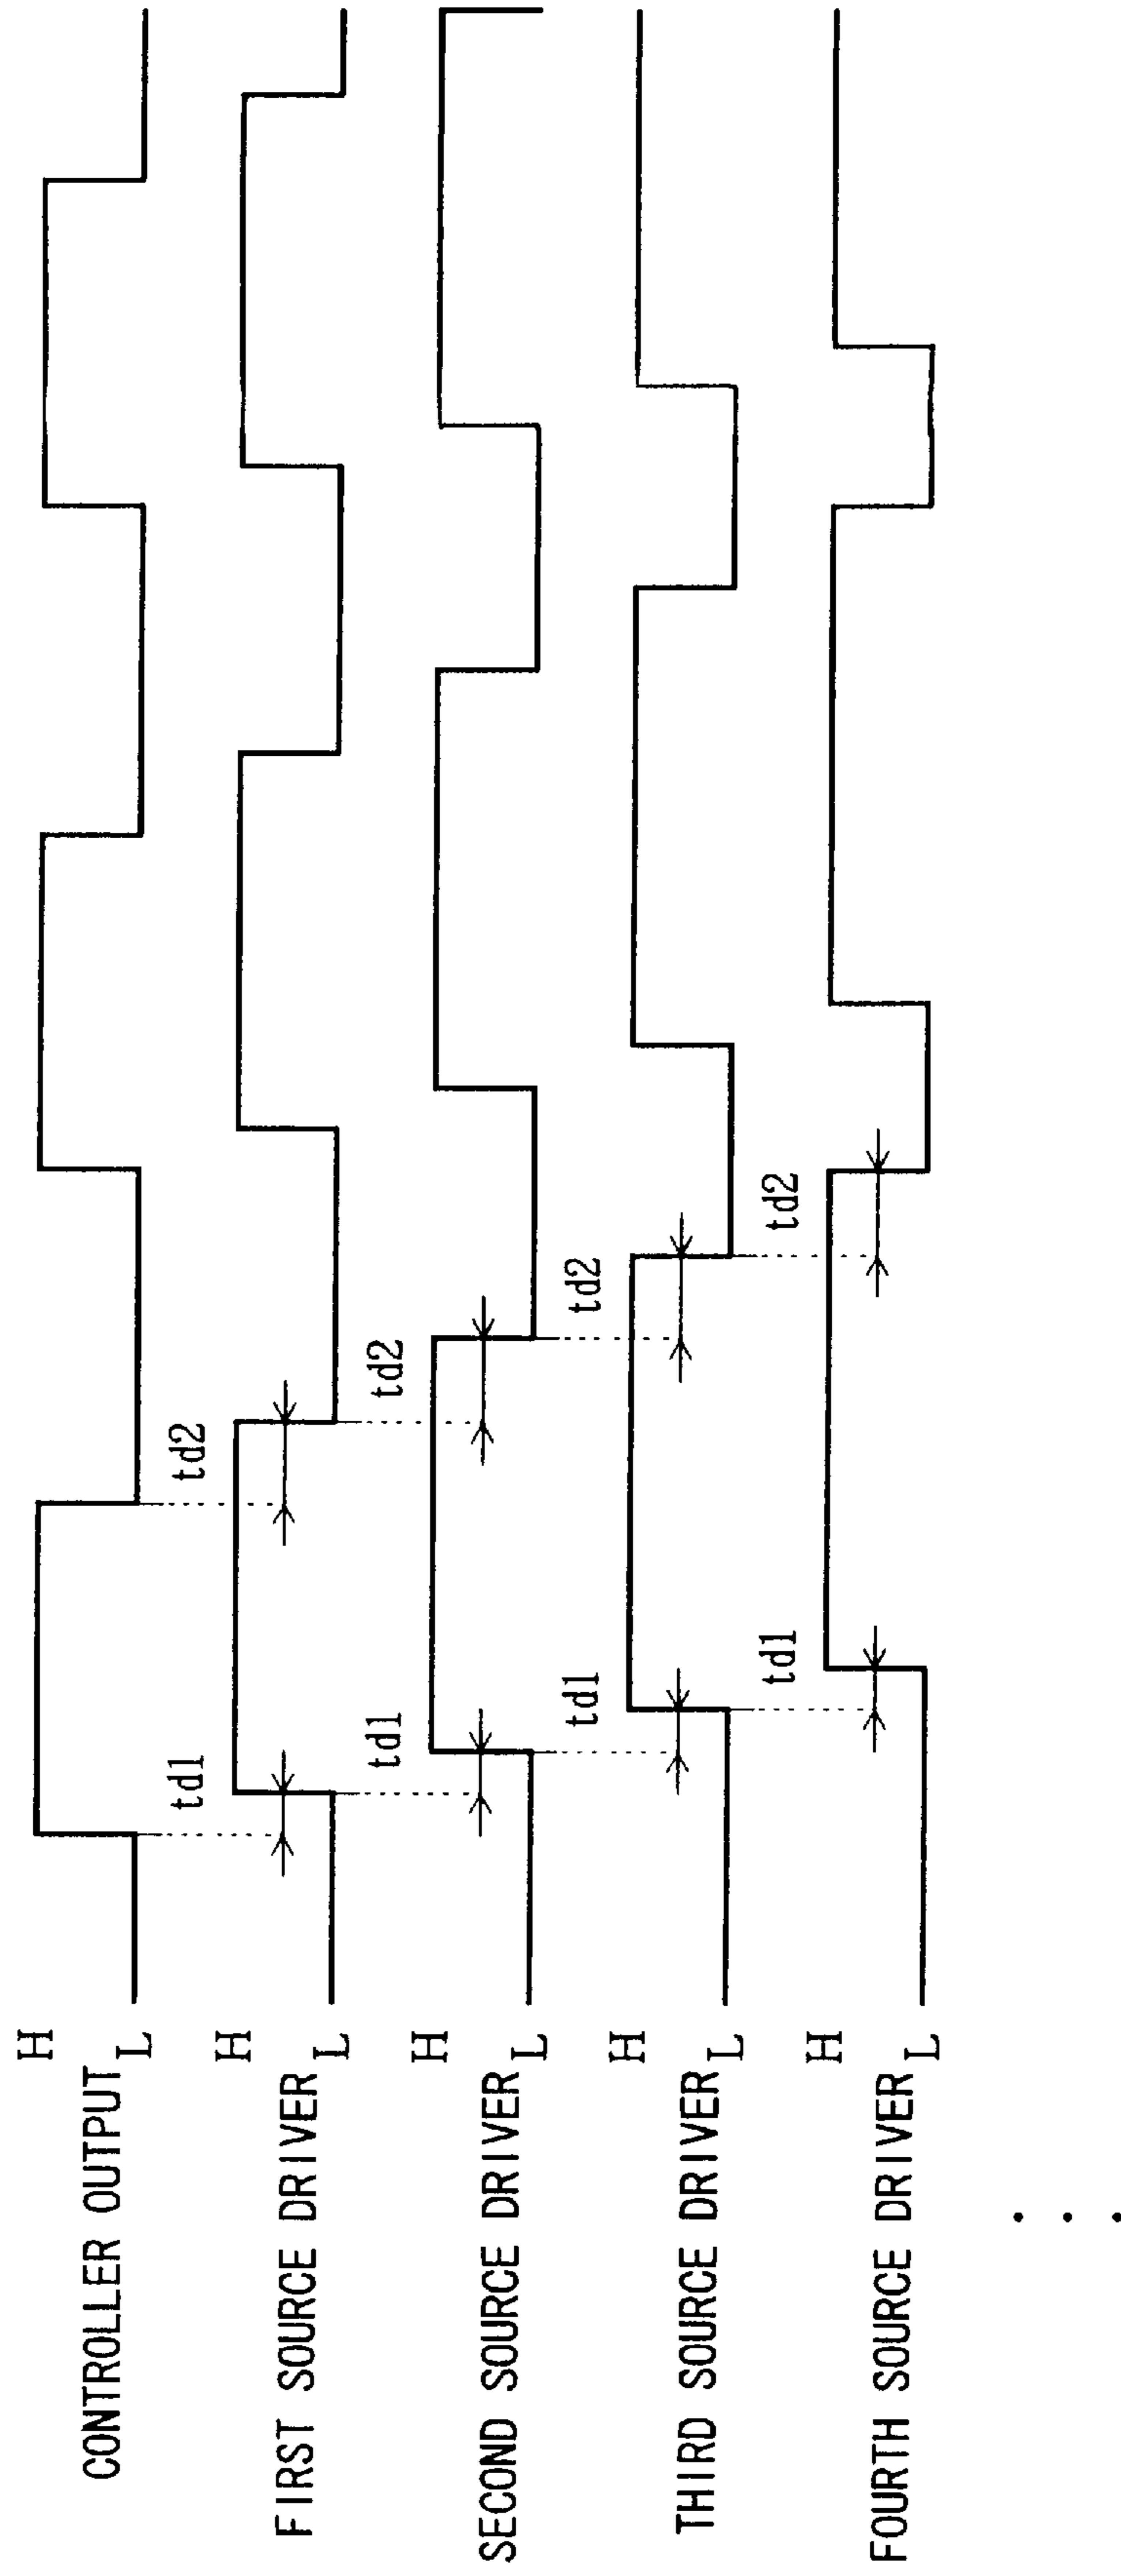 CONTROLLER OUTPUT
H
L
td1
td2
FIRST SOURCE DRIVER
H
L
td1
td2
SECOND SOURCE DRIVER
H
L
td1
td2
THIRD SOURCE DRIVER
H
L
td1
td2
FOURTH SOURCE DRIVER
H
L
. . .